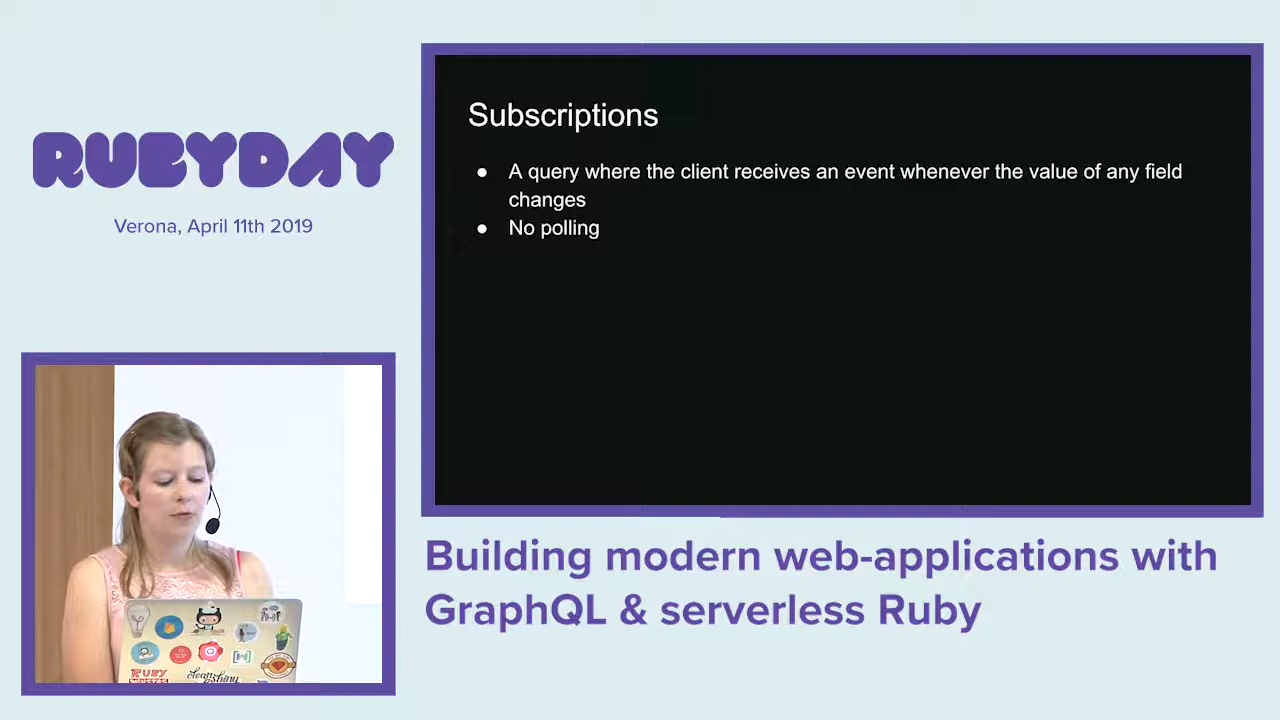 RUBYDAY
Verona, April 11th 2019
Subscriptions
● A query where the client receives an event whenever the value of any field
changes
● No polling
Building modern web-applications with
GraphQL & serverless Ruby
RUBY